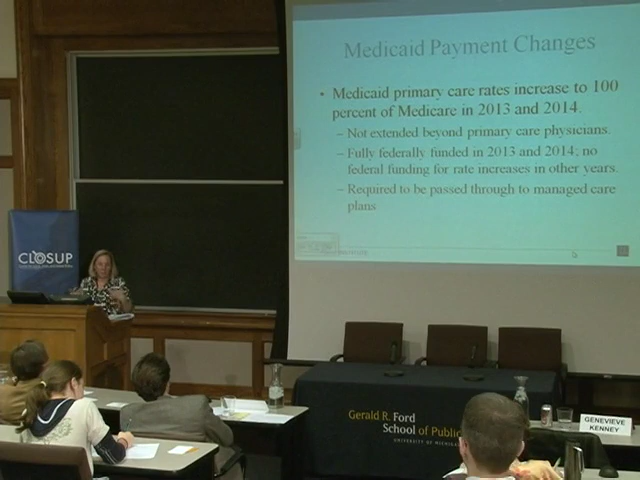 Medicaid Payment Changes
• Medicaid primary care rates increase to 100
percent of Medicare in 2013 and 2014.
– Not extended beyond primary care physicians.
– Fully federally funded in 2013 and 2014; no
federal funding for rate increases in other years.
– Required to be passed through to managed care
plans
CLOSUP
Gerald R. Ford
School of Public
UNIVERSITY OF MICHIGAN
GENEVIEVE
KENNEY